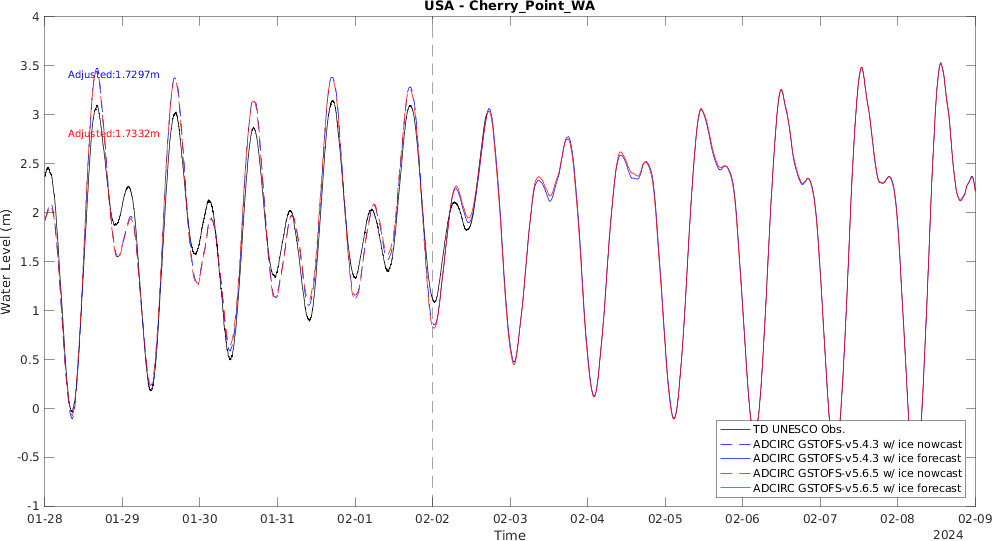 USA - Cherry_Point_WA
4
3.5
3
2.5
2
1.5
1
0.5
0
-0.5
-1
Water Level (m)
Adjusted:1.7297m
Adjusted:1.7332m
TD UNESCO Obs.
ADCIRC GSTOFS-v5.4.3 w/ ice nowcast
ADCIRC GSTOFS-v5.4.3 w/ ice forecast
ADCIRC GSTOFS-v5.6.5 w/ ice nowcast
ADCIRC GSTOFS-v5.6.5 w/ ice forecast
01-28 01-29 01-30 01-31 02-01 02-02 02-03 02-04 02-05 02-06 02-07 02-08 02-09
Time
2024